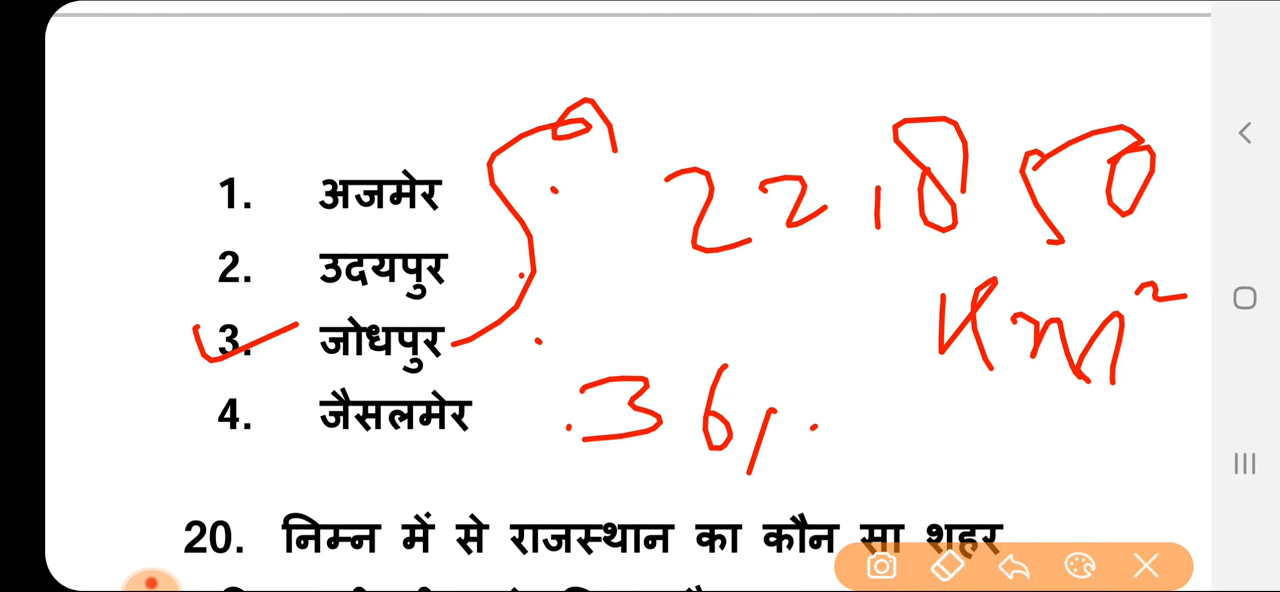 1. अजमेर
2. उदयपुर
3. जोधपुर
4. जैसलमेर
22,850
Km²
36,
20. निम्न में से राजस्थान का कौन सा शहर